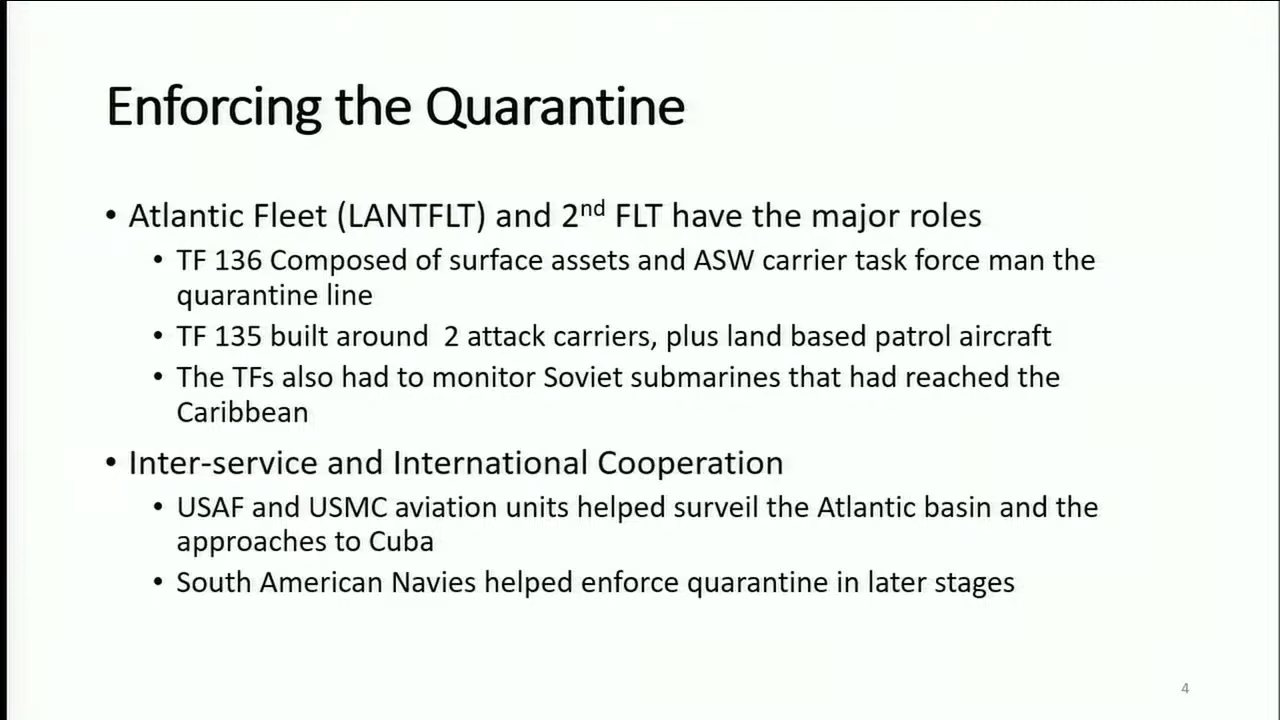 Enforcing the Quarantine
• Atlantic Fleet (LANTFLT) and 2nd FLT have the major roles
• TF 136 Composed of surface assets and ASW carrier task force man the
quarantine line
• TF 135 built around  2 attack carriers, plus land based patrol aircraft
• The TFs also had to monitor Soviet submarines that had reached the
Caribbean
• Inter-service and International Cooperation
• USAF and USMC aviation units helped surveil the Atlantic basin and the
approaches to Cuba
• South American Navies helped enforce quarantine in later stages
4